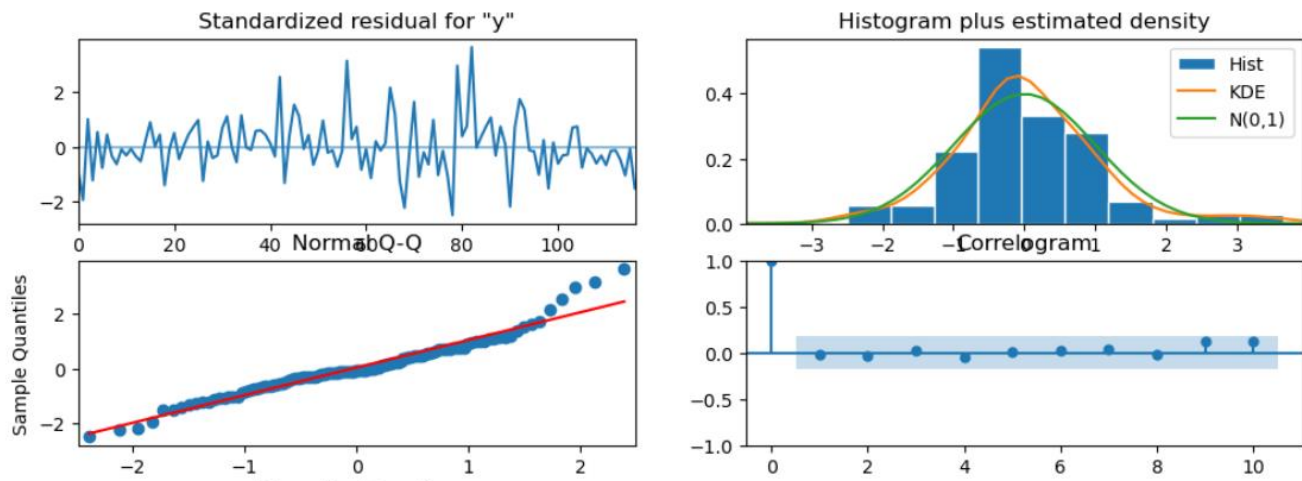 Standardized residual for "y"
2
0
−2
0 20 40 60 80 100
Histogram plus estimated density
Hist
KDE
N(0,1)
0.4
0.2
0.0
−3 −2 −1 0 1 2 3
Normal Q-Q
Sample Quantiles
2
0
−2
−2 −1 0 1 2
Correlogram
1.0
0.5
0.0
−0.5
−1.0
0 2 4 6 8 10